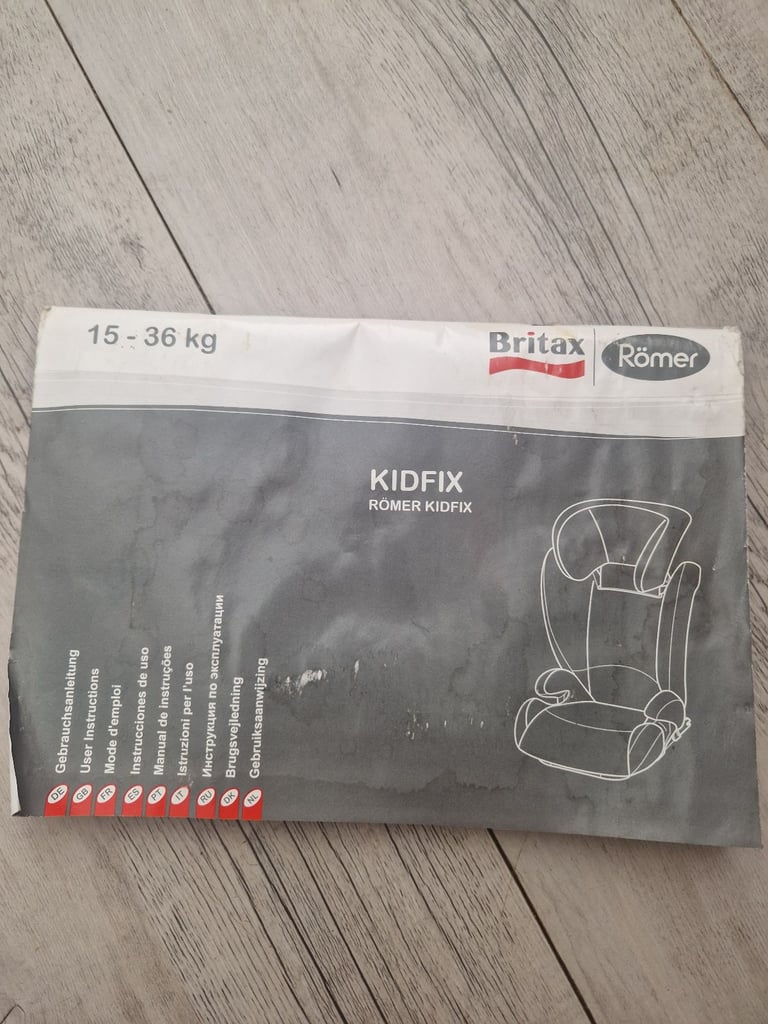 15 - 36 kg
Britax
Römer
KIDFIX
RÖMER KIDFIX
Gebrauchsanleitung
User Instructions
Mode d'emploi
Instrucciones de uso
Manual de instruções
Istruzioni per l'uso
Инструкция по эксплуатации
Brugsvejledning
Gebruiksaanwijzing
DE
GB
FR
ES
PT
IT
RU
DK
NL